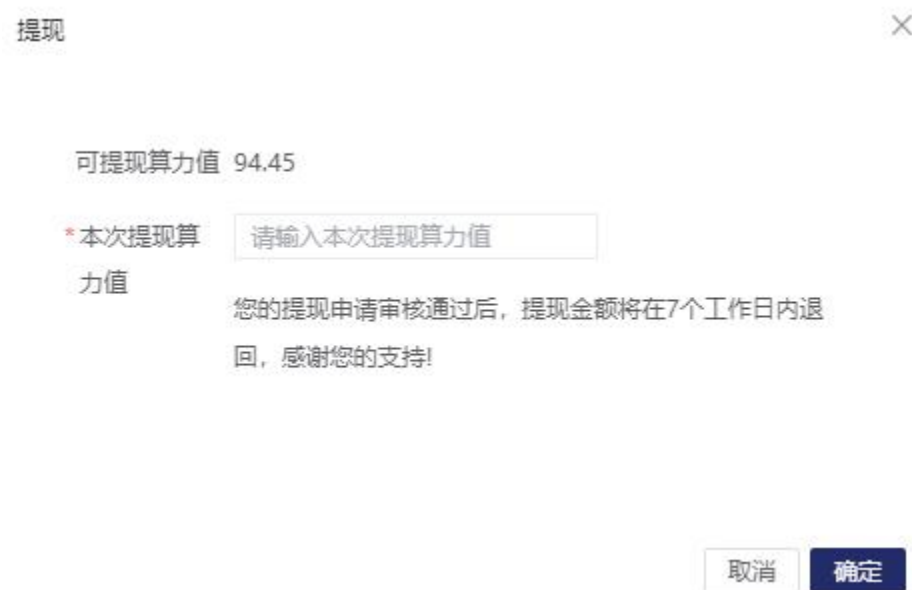 提现
可提现算力值 94.45
*本次提现算 请输入本次提现算力值
力值
您的提现申请审核通过后，提现金额将在7个工作日内退
回，感谢您的支持!
取消 确定